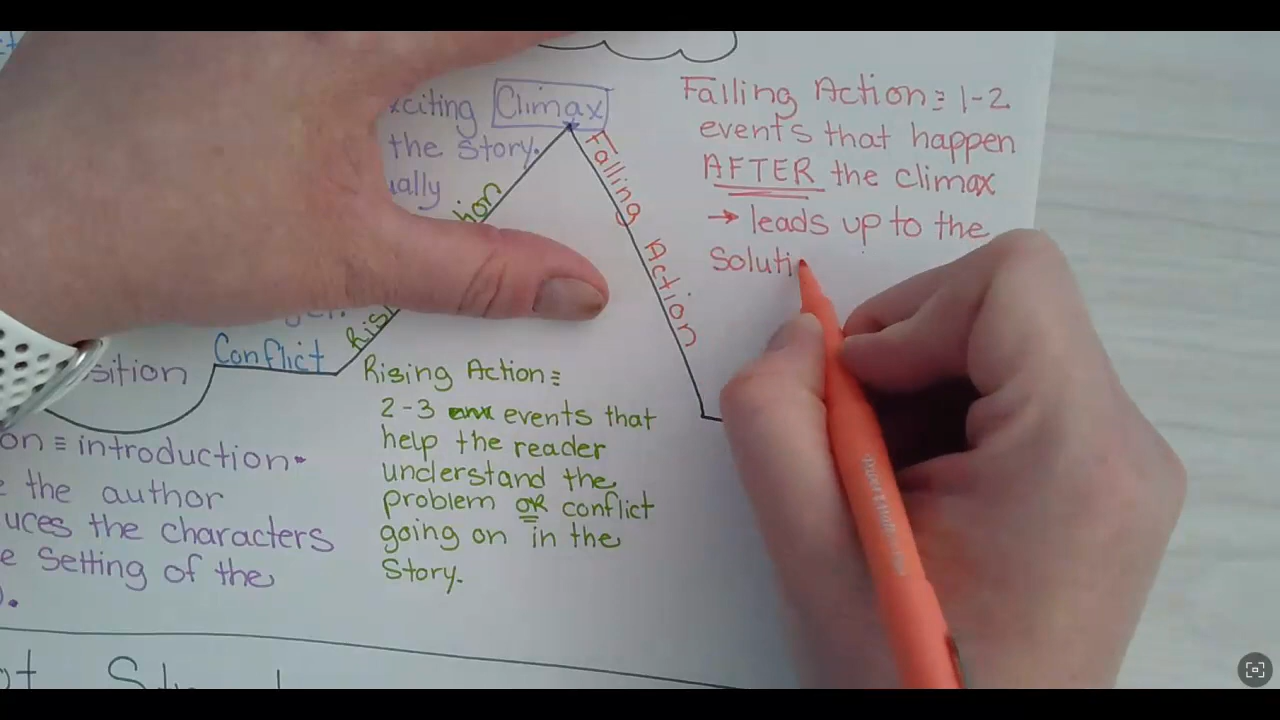 xciting Climax
the story.
ually
Falling Action
Falling Action = 1-2
events that happen
AFTER the climax
→ leads up to the
Soluti
Conflict
sition
Rising Action =
2-3 events that
help the reader
understand the
problem OR conflict
going on in the
Story.
on = introduction-
e the author
uces the characters
e Setting of the
Paper Mate